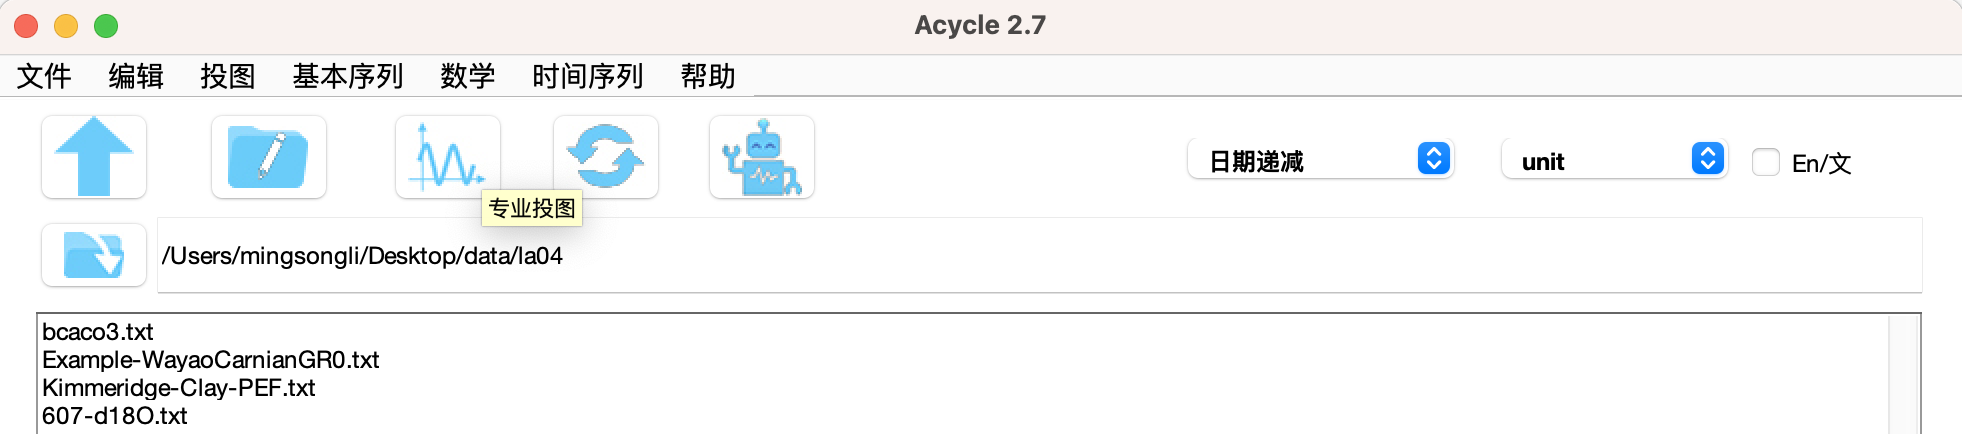 Acycle 2.7
文件 编辑 投图 基本序列 数学 时间序列 帮助
日期递减 unit En/文
专业投图
/Users/mingsongli/Desktop/data/la04
bcaco3.txt
Example-WayaoCarnianGR0.txt
Kimmeridge-Clay-PEF.txt
607-d18O.txt